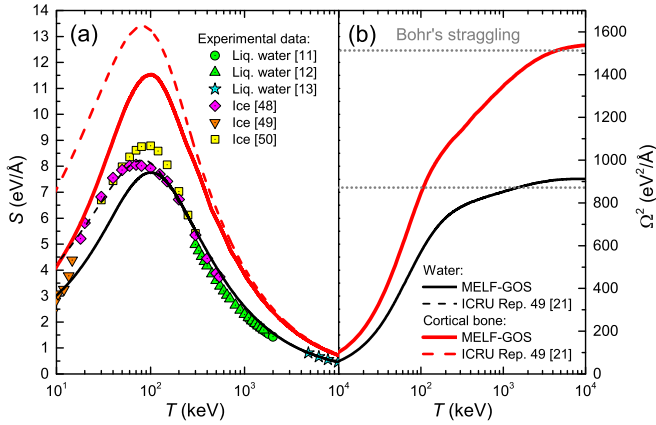 (a)
Experimental data:
Liq. water [11]
Liq. water [12]
Liq. water [13]
Ice [48]
Ice [49]
Ice [50]
S (eV/Å)
14
13
12
11
10
9
8
7
6
5
4
3
2
1
0
10¹ 10² 10³ 10⁴
T (keV)
(b)
Bohr's straggling
Water:
MELF-GOS
ICRU Rep. 49 [21]
Cortical bone:
MELF-GOS
ICRU Rep. 49 [21]
10² 10³ 10⁴
T (keV)
1600
1400
1200
1000
800
600
400
200
0
Ω² (eV²/Å)